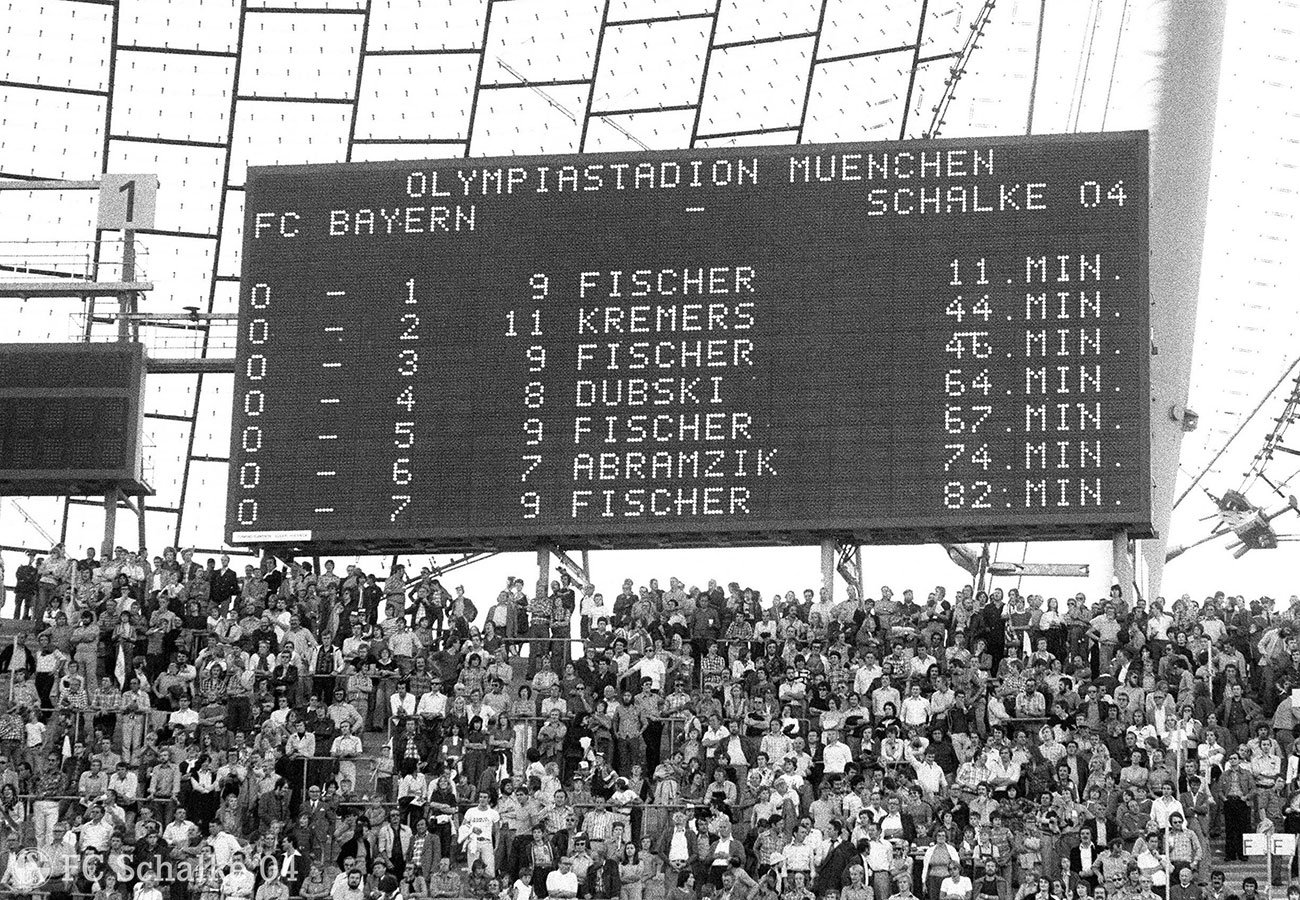 1
OLYMPIASTADION MUENCHEN
FC BAYERN – SCHALKE 04
0 – 1 9 FISCHER 11.MIN.
0 – 2 11 KREMERS 44.MIN.
0 – 3 9 FISCHER 46.MIN.
0 – 4 8 DUBSKI 64.MIN.
0 – 5 9 FISCHER 67.MIN.
0 – 6 7 ABRAMZIK 74.MIN.
0 – 7 9 FISCHER 82.MIN.
F F
FC Schalke 04